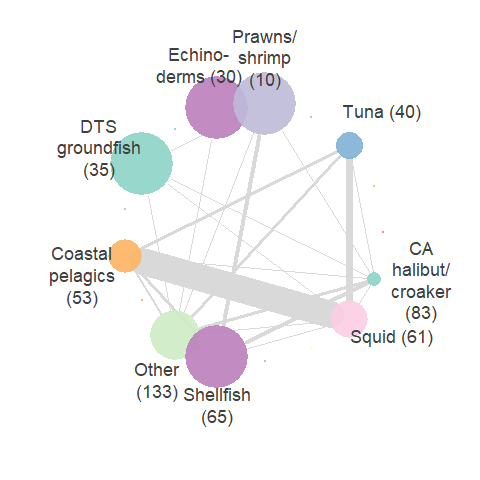 Prawns/
shrimp
(10)
Echino-
derms (30)
Tuna (40)
DTS
groundfish
(35)
CA
halibut/
croaker
(83)
Coastal
pelagics
(53)
Squid (61)
Other
(133)
Shellfish
(65)